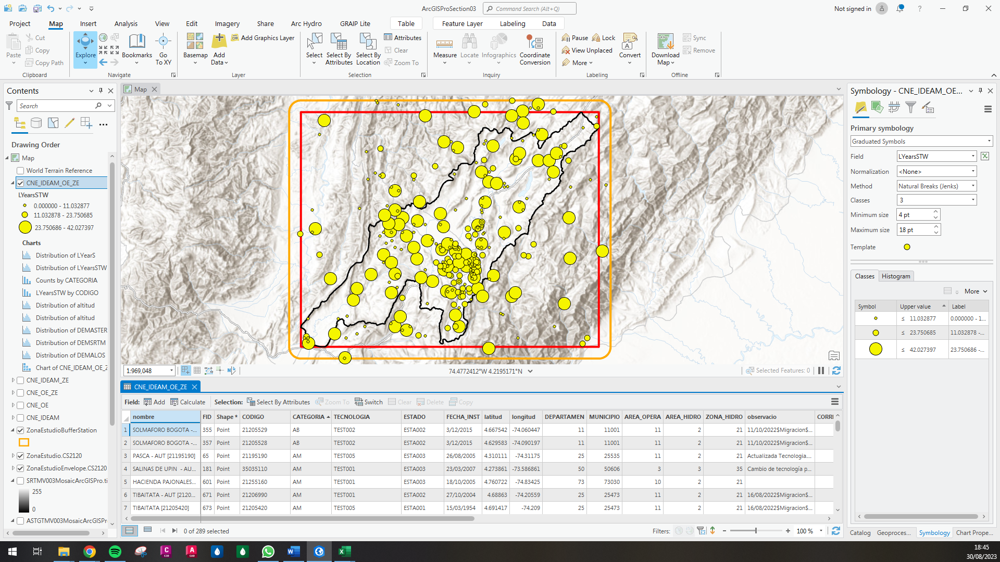 ArcGISProSection03
Command Search (Alt+Q)
Not signed in
Project Map Insert Analysis View Edit Imagery Share Arc Hydro GRAIP Lite Table Feature Layer Labeling Data
Paste
Cut
Copy
Copy Path
Clipboard
Explore
Bookmarks
Go To XY
Navigate
Basemap
Add Data
Add Graphics Layer
Layer
Select
Select By Attributes
Select By Location
Attributes
Clear
Zoom To
Selection
Measure
Locate
Infographics
Coordinate Conversion
Inquiry
Pause
Lock
View Unplaced
More
Convert
Labeling
Download Map
Sync
Remove
Offline
Contents
Search
Drawing Order
Map
World Terrain Reference
CNE_IDEAM_OE_ZE
LYearsSTW
0.000000 - 11.032877
11.032878 - 23.750685
23.750686 - 42.027397
Charts
Distribution of LYearS
Distribution of LYearsSTW
Counts by CATEGORIA
LYearsSTW by CODIGO
Distribution of altitud
Distribution of altitud
Distribution of DEMASTER
Distribution of DEMSRTM
Distribution of DEMALOS
Chart of CNE_IDEAM_OE_Z
CNE_IDEAM_ZE
CNE_OE_ZE
CNE_OE
CNE_IDEAM
ZonaEstudioBufferStation
ZonaEstudio.CS2120
ZonaEstudioEnvelope.CS2120
SRTMV003MosaicArcGISPro.ti
255
0
ASTGTMV003MosaicArcGISPr
Map
1:969,048
74.4772412°W 4.2195171°N
Selected Features: 0
CNE_IDEAM_OE_ZE
Field: Add Calculate Selection: Select By Attributes Zoom To Switch Clear Delete Copy
nombre FID Shape * CODIGO CATEGORIA TECNOLOGIA ESTADO FECHA_INST latitud longitud DEPARTAMEN MUNICIPIO AREA_OPERA AREA_HIDRO ZONA_HIDRO observacio CORRI
1 SOLMAFORO BOGOTA -... 355 Point 21205529 AB TEST002 ESTA002 3/12/2015 4.667542 -74.060447 11 11001 11 2 21 11/10/2022$Migracion$...
2 SOLMAFORO BOGOTA -... 357 Point 21205528 AB TEST002 ESTA002 3/12/2015 4.629583 -74.090197 11 11001 11 2 21 11/10/2022$Migracion$...
3 PASCA - AUT [21195190] 65 Point 21195190 AM TEST005 ESTA003 26/08/2005 4.310111 -74.31175 25 25535 11 2 21 Actualizada Tecnologia....
4 SALINAS DE UPIN - AU... 181 Point 35035110 AM TEST001 ESTA003 23/03/2007 4.273861 -73.586861 50 50606 3 3 35 Cambio de tecnología p...
5 HACIENDA PAJONALES... 601 Point 21255160 AM TEST001 ESTA003 18/10/2005 4.760722 -74.83425 73 73030 10 2 21
6 TIBAITATA - AUT [2120... 671 Point 21206990 AM TEST001 ESTA002 27/10/2004 4.68863 -74.20559 25 25473 11 2 21 16/08/2022$Migracion$...
7 TIBAITATA [21205420] 673 Point 21205420 AM TEST005 ESTA001 15/03/1954 4.691417 -74.209 25 25473 11 2 21 16/08/2022$Migracion$...
0 of 289 selected
Filters:
100 %
Symbology - CNE_IDEAM_OE...
Primary symbology
Graduated Symbols
Field LYearsSTW
Normalization <None>
Method Natural Breaks (Jenks)
Classes 3
Minimum size 4 pt
Maximum size 18 pt
Template
Classes Histogram
More
Symbol Upper value Label
≤ 11.032877 0.000000 - 1...
≤ 23.750685 11.032878 -...
≤ 42.027397 23.750686 -...
Catalog Geoproces... Symbology Chart Prope...
18:45
30/08/2023